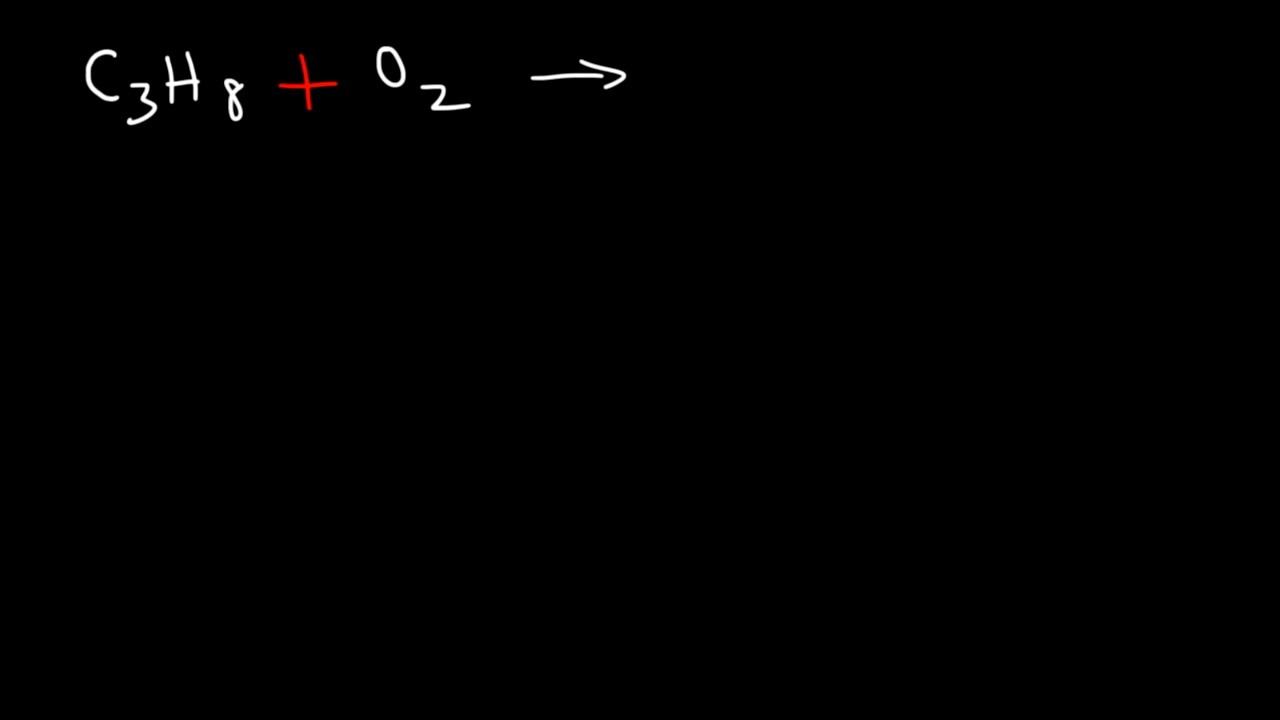 C₃H₈ + O₂ →